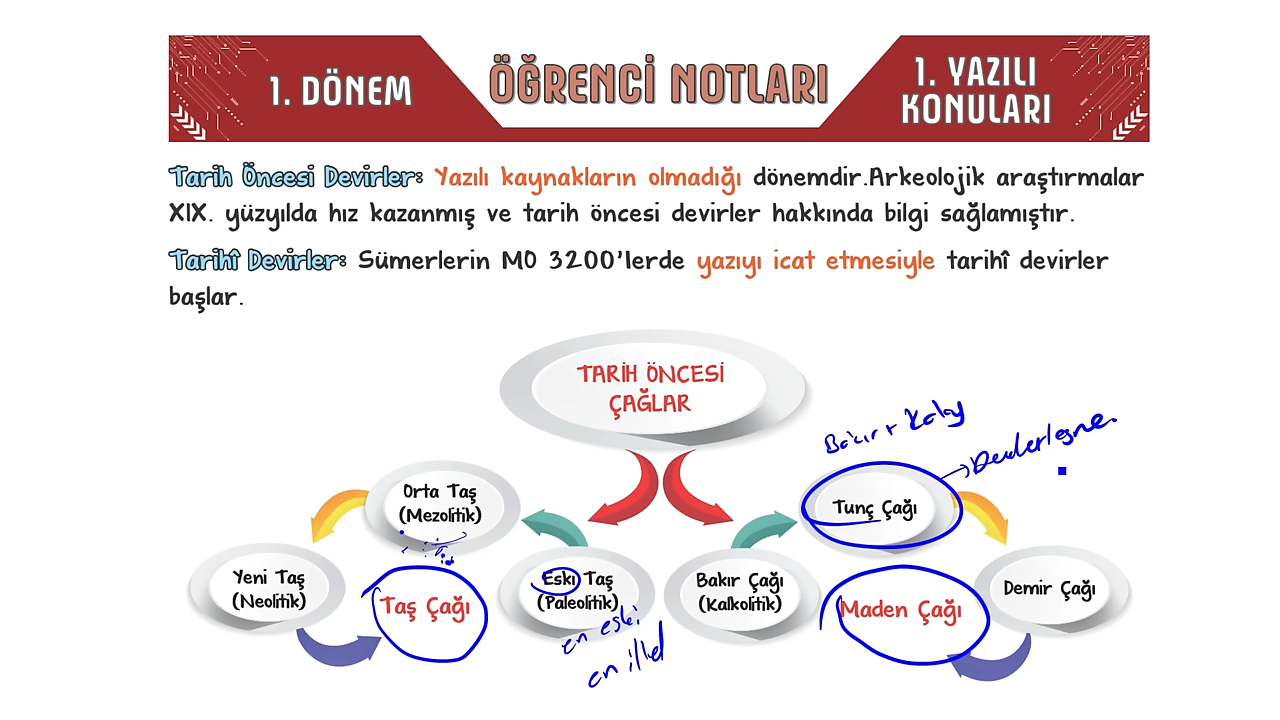 1. DÖNEM
ÖĞRENCİ NOTLARI
1. YAZILI
KONULARI
Tarih Öncesi Devirler: Yazılı kaynakların olmadığı dönemdir.Arkeolojik araştırmalar
XIX. yüzyılda hız kazanmış ve tarih öncesi devirler hakkında bilgi sağlamıştır.
Tarihî Devirler: Sümerlerin MÖ 3200'lerde yazıyı icat etmesiyle tarihî devirler
başlar.
TARİH ÖNCESİ
ÇAĞLAR
Bakır + Kalay
Orta Taş
(Mezolitik)
Tunç Çağı
Yeni Taş
(Neolitik)
Taş Çağı
Eski Taş
(Paleolitik)
en eski
en ilkel
Bakır Çağı
(Kalkolitik)
Maden Çağı
Demir Çağı